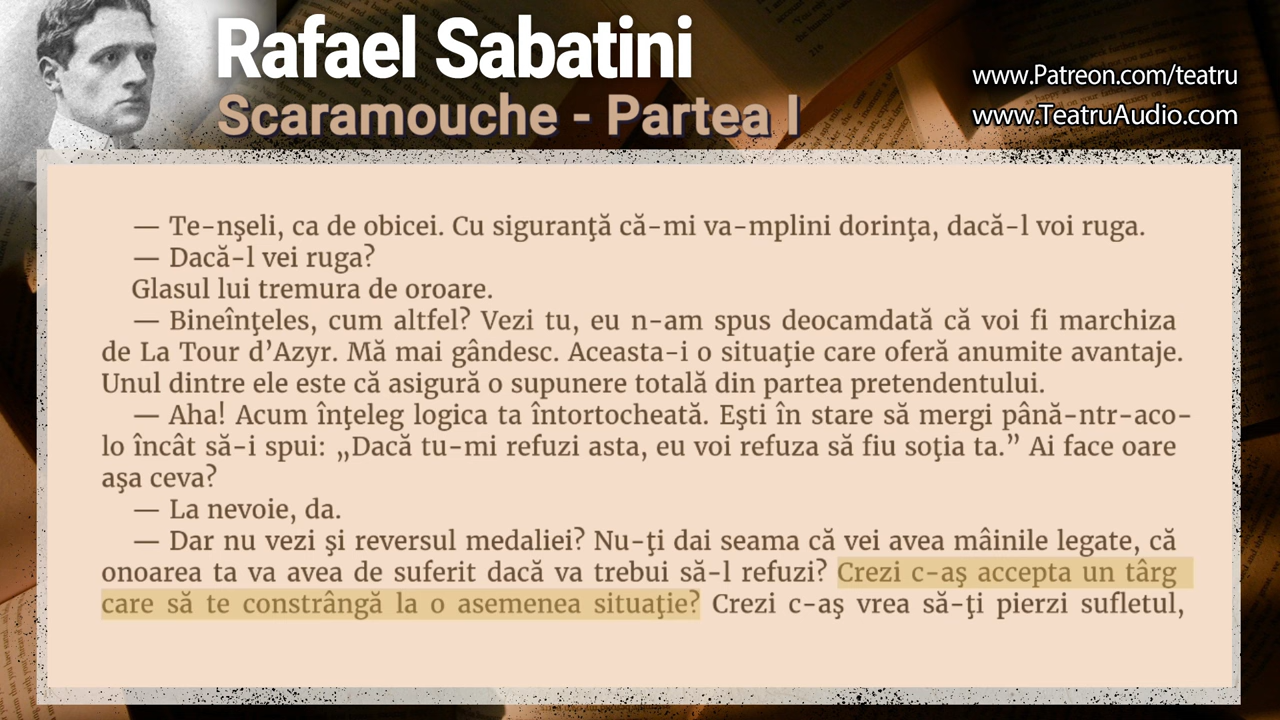 Rafael Sabatini
Scaramouche - Partea I
www.Patreon.com/teatru
www.TeatruAudio.com
— Te-nşeli, ca de obicei. Cu siguranţă că-mi va-mplini dorinţa, dacă-l voi ruga.
— Dacă-l vei ruga?
Glasul lui tremura de oroare.
— Bineînţeles, cum altfel? Vezi tu, eu n-am spus deocamdată că voi fi marchiza
de La Tour d’Azyr. Mă mai gândesc. Aceasta-i o situaţie care oferă anumite avantaje.
Unul dintre ele este că asigură o supunere totală din partea pretendentului.
— Aha! Acum înţeleg logica ta întortocheată. Eşti în stare să mergi până-ntr-aco-
lo încât să-i spui: „Dacă tu-mi refuzi asta, eu voi refuza să fiu soţia ta.” Ai face oare
aşa ceva?
— La nevoie, da.
— Dar nu vezi şi reversul medaliei? Nu-ţi dai seama că vei avea mâinile legate, că
onoarea ta va avea de suferit dacă va trebui să-l refuzi? Crezi c-aş accepta un târg
care să te constrângă la o asemenea situaţie? Crezi c-aş vrea să-ţi pierzi sufletul,